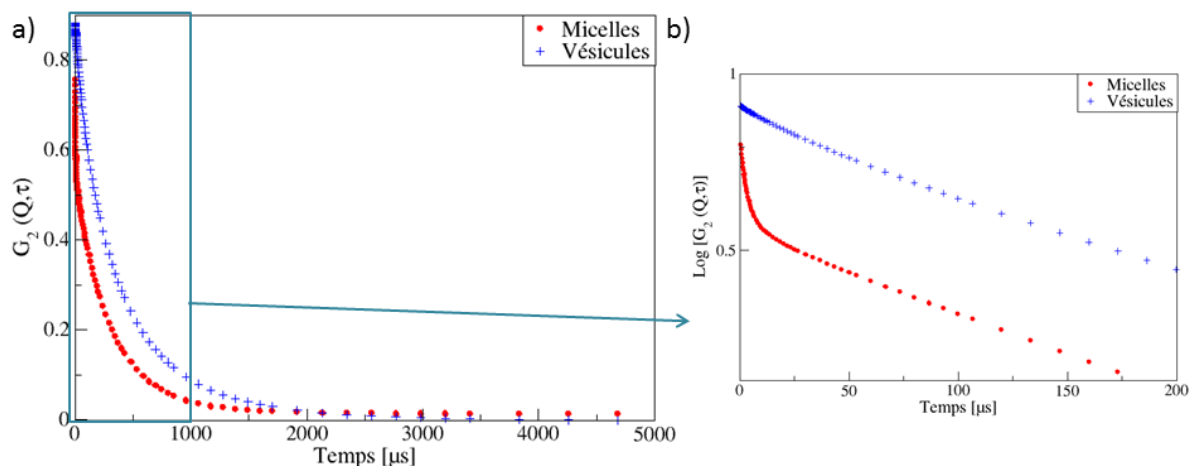 a)
Micelles
Vésicules
0.8
0.6
0.4
0.2
0
G2 (Q,τ)
0 1000 2000 3000 4000 5000
Temps [µs]
b)
Micelles
Vésicules
1
0.5
Log [G2 (Q,τ)]
0 50 100 150 200
Temps [µs]